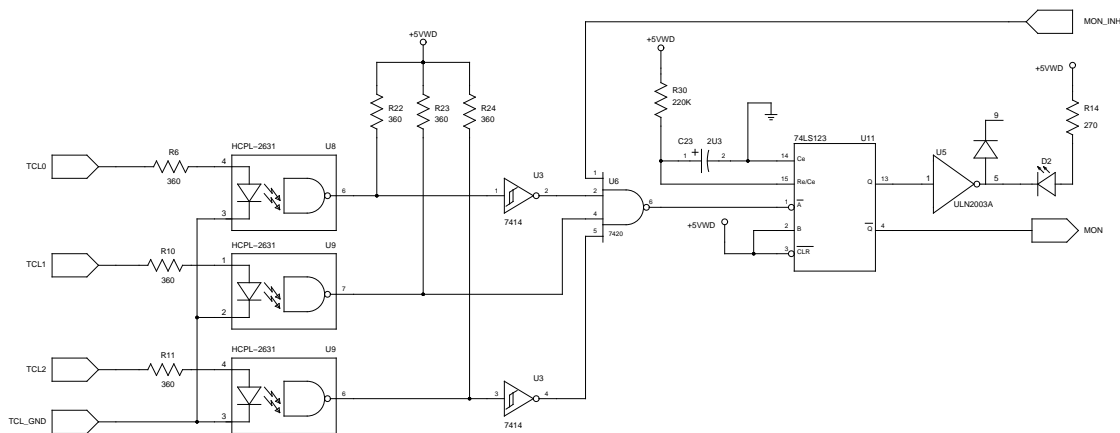 MON_INH
+5VWD
+5VWD
+5VWD
R30
220K
R14
270
R22
360
R23
360
R24
360
C23
+
2U3
1
2
74LS123
U11
9
TCL0
R6
360
HCPL-2631
U8
4
3
6
1
U3
2
7414
1
2
4
5
U6
6
7420
14
Ce
15
Re/Ce
1
A
2
B
3
CLR
Q
13
Q
4
+5VWD
U5
1
5
ULN2003A
D2
MON
TCL1
R10
360
HCPL-2631
U9
1
2
7
TCL2
R11
360
HCPL-2631
U9
4
3
6
3
U3
4
7414
TCL_GND